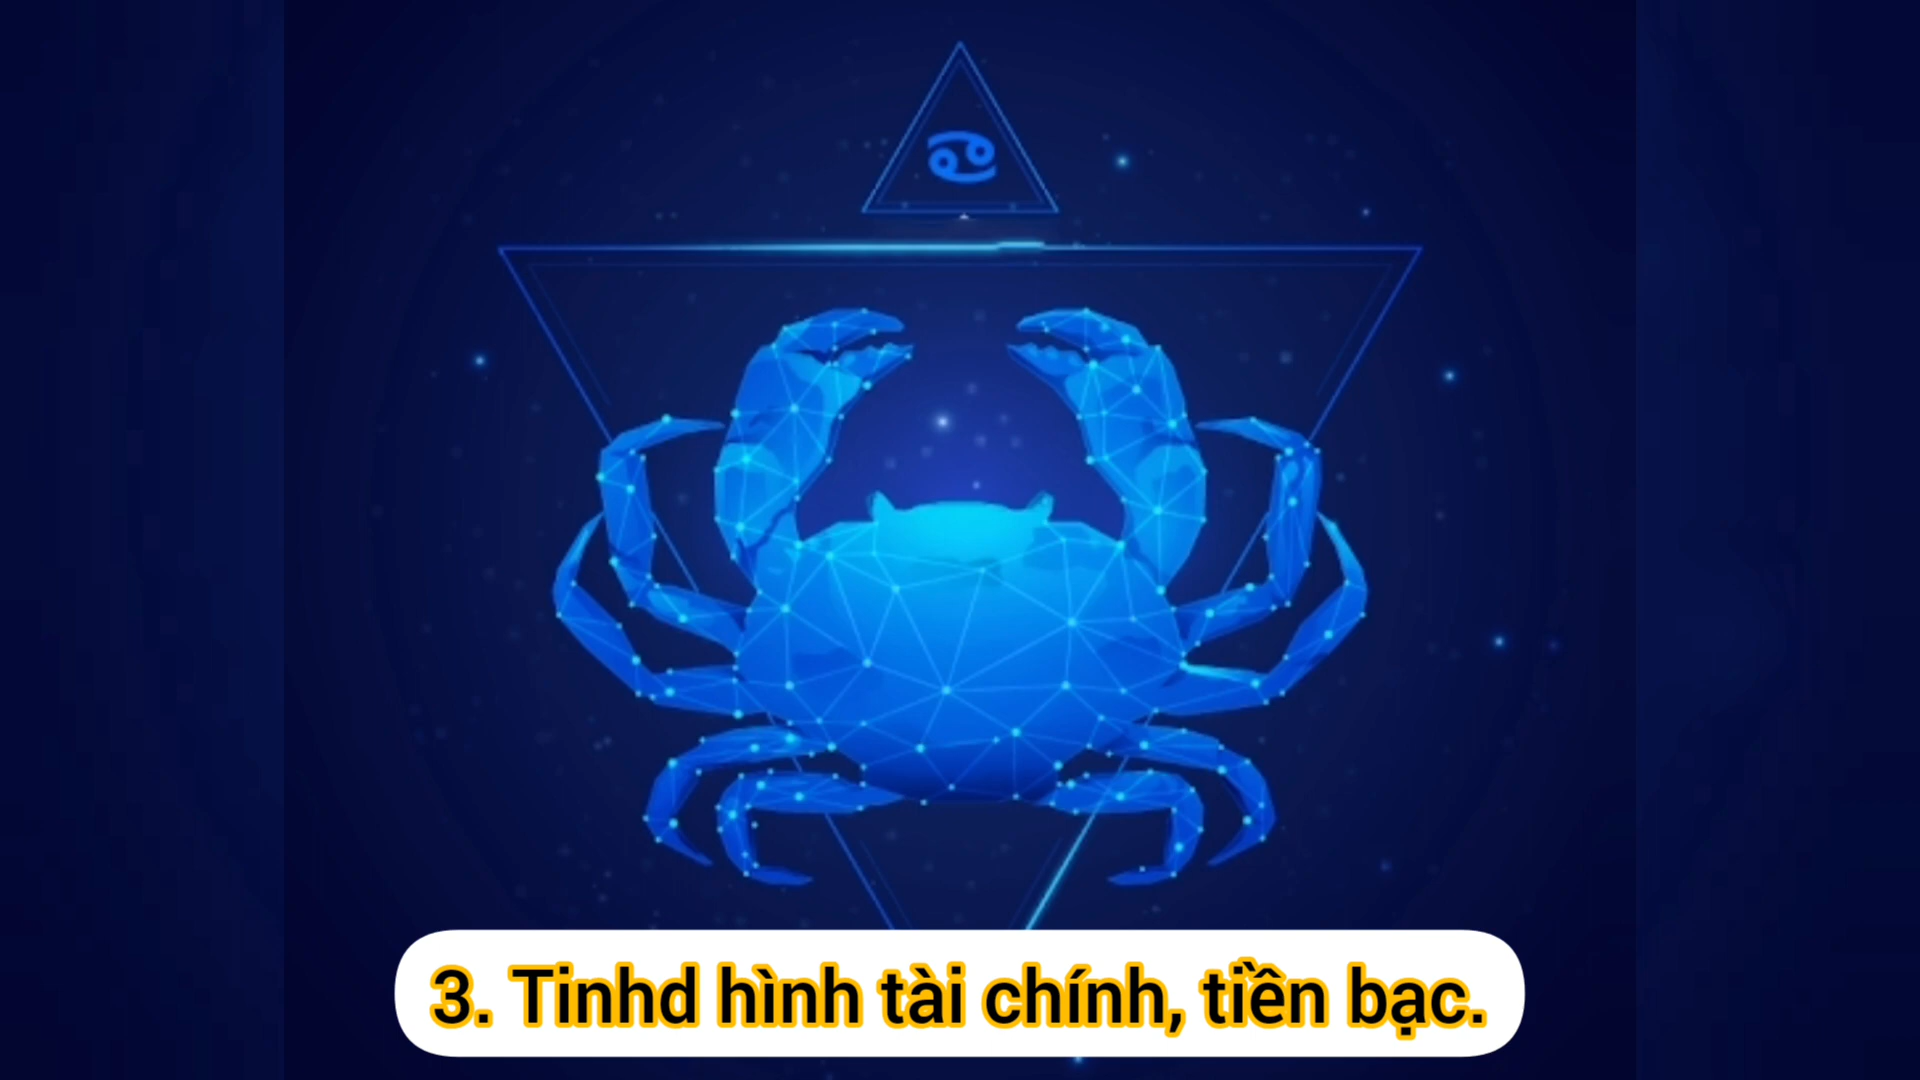 3. Tinhd hình tài chính, tiền bạc.